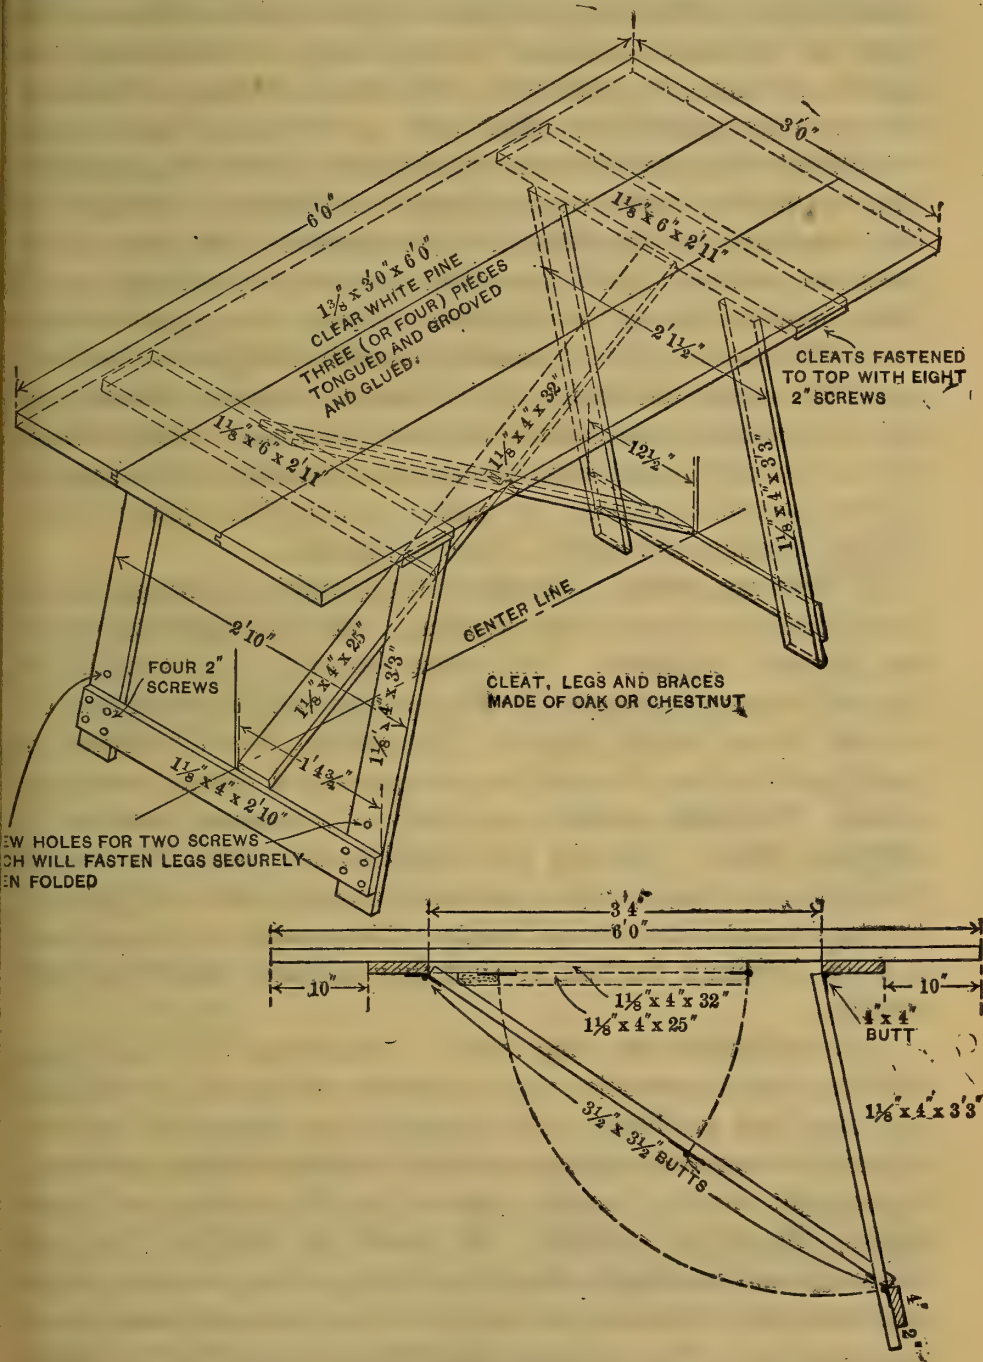 3'0"
6'0"
1⅜" x 3'0" x 6'0"
CLEAR WHITE PINE
THREE (OR FOUR) PIECES
TONGUED AND GROOVED
AND GLUED.
1⅛" x 6" x 2'11"
2'1½"
CLEATS FASTENED
TO TOP WITH EIGHT
2" SCREWS
1⅛" x 6" x 2'11"
1⅛" x 4" x 32"
12½"
1⅛" x 4" x 3'3"
CENTER LINE
2'10"
FOUR 2"
SCREWS
1⅛" x 4" x 25"
1⅛" x 4" x 3'3"
CLEAT, LEGS AND BRACES
MADE OF OAK OR CHESTNUT
1'4¾"
1⅛" x 4" x 2'10"
EW HOLES FOR TWO SCREWS
CH WILL FASTEN LEGS SECURELY
EN FOLDED
3'4"
6'0"
10"
1⅛" x 4" x 32"
1⅛" x 4" x 25"
10"
4" x 4"
BUTT
1⅛" x 4" x 3'3"
3½" x 3½" BUTTS
4"
2"